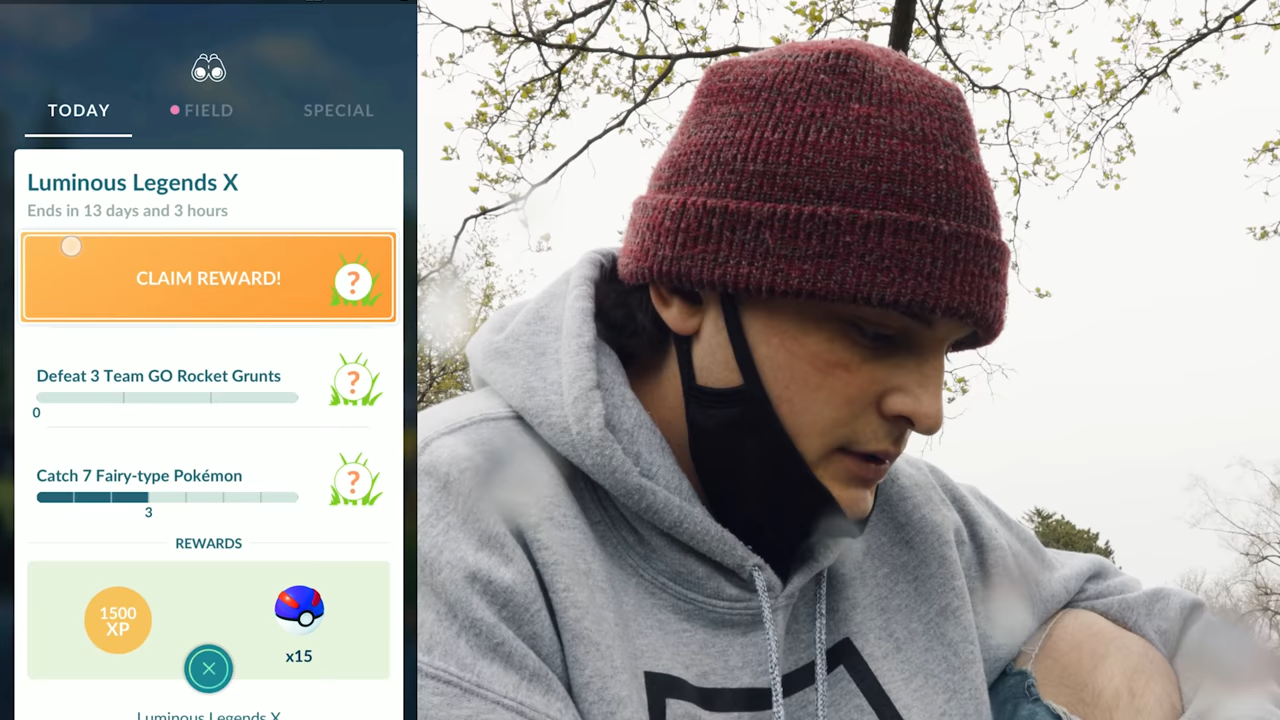 TODAY
FIELD
SPECIAL
Luminous Legends X
Ends in 13 days and 3 hours
CLAIM REWARD!
?
Defeat 3 Team GO Rocket Grunts
?
0
Catch 7 Fairy-type Pokémon
?
3
REWARDS
1500
XP
x15
Luminous Legends X